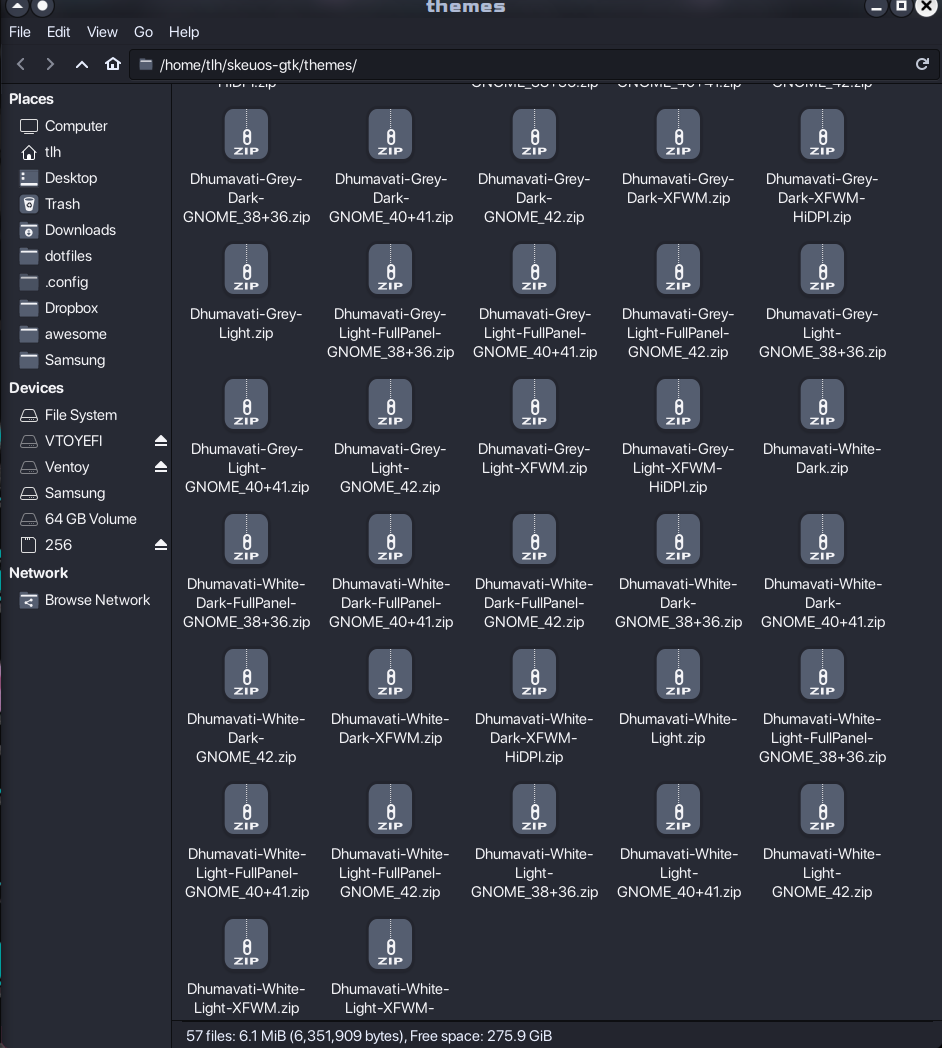 themes
File Edit View Go Help
/home/tlh/skeuos-gtk/themes/
Places
Computer
tlh
Desktop
Trash
Downloads
dotfiles
.config
Dropbox
awesome
Samsung
Devices
File System
VTOYEFI
Ventoy
Samsung
64 GB Volume
256
Network
Browse Network
HiDPI.zip
GNOME_38+36.zip
GNOME_40+41.zip
GNOME_42.zip
ZIP
Dhumavati-Grey-
Dark-
GNOME_38+36.zip
ZIP
Dhumavati-Grey-
Dark-
GNOME_40+41.zip
ZIP
Dhumavati-Grey-
Dark-
GNOME_42.zip
ZIP
Dhumavati-Grey-
Dark-XFWM.zip
ZIP
Dhumavati-Grey-
Dark-XFWM-
HiDPI.zip
ZIP
Dhumavati-Grey-
Light.zip
ZIP
Dhumavati-Grey-
Light-FullPanel-
GNOME_38+36.zip
ZIP
Dhumavati-Grey-
Light-FullPanel-
GNOME_40+41.zip
ZIP
Dhumavati-Grey-
Light-FullPanel-
GNOME_42.zip
ZIP
Dhumavati-Grey-
Light-
GNOME_38+36.zip
ZIP
Dhumavati-Grey-
Light-
GNOME_40+41.zip
ZIP
Dhumavati-Grey-
Light-
GNOME_42.zip
ZIP
Dhumavati-Grey-
Light-XFWM.zip
ZIP
Dhumavati-Grey-
Light-XFWM-
HiDPI.zip
ZIP
Dhumavati-White-
Dark.zip
ZIP
Dhumavati-White-
Dark-FullPanel-
GNOME_38+36.zip
ZIP
Dhumavati-White-
Dark-FullPanel-
GNOME_40+41.zip
ZIP
Dhumavati-White-
Dark-FullPanel-
GNOME_42.zip
ZIP
Dhumavati-White-
Dark-
GNOME_38+36.zip
ZIP
Dhumavati-White-
Dark-
GNOME_40+41.zip
ZIP
Dhumavati-White-
Dark-
GNOME_42.zip
ZIP
Dhumavati-White-
Dark-XFWM.zip
ZIP
Dhumavati-White-
Dark-XFWM-
HiDPI.zip
ZIP
Dhumavati-White-
Light.zip
ZIP
Dhumavati-White-
Light-FullPanel-
GNOME_38+36.zip
ZIP
Dhumavati-White-
Light-FullPanel-
GNOME_40+41.zip
ZIP
Dhumavati-White-
Light-FullPanel-
GNOME_42.zip
ZIP
Dhumavati-White-
Light-
GNOME_38+36.zip
ZIP
Dhumavati-White-
Light-
GNOME_40+41.zip
ZIP
Dhumavati-White-
Light-
GNOME_42.zip
ZIP
Dhumavati-White-
Light-XFWM.zip
ZIP
Dhumavati-White-
Light-XFWM-
57 files: 6.1 MiB (6,351,909 bytes), Free space: 275.9 GiB